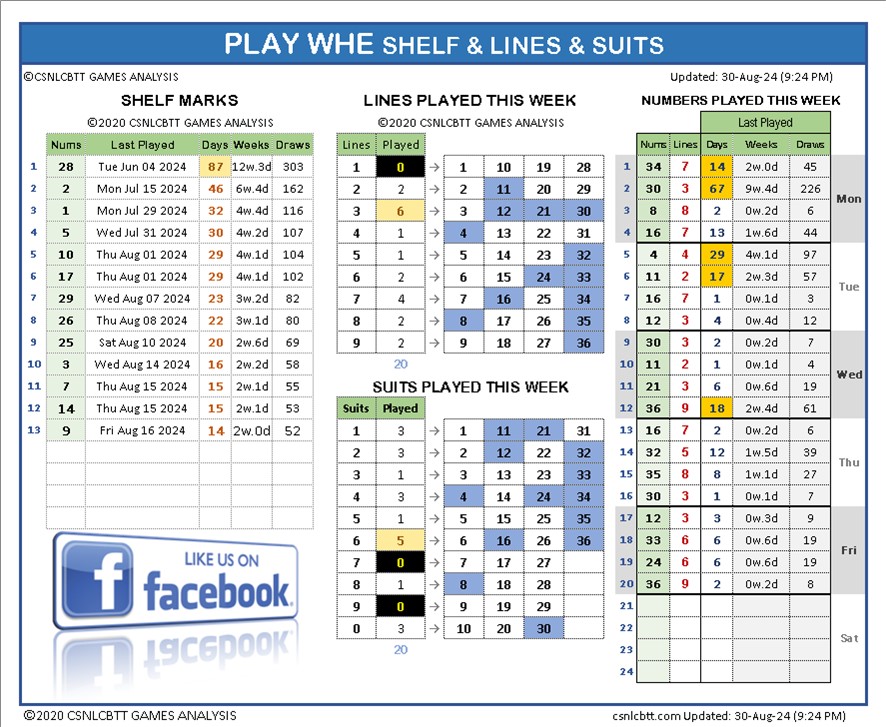 PLAY WHE SHELF & LINES & SUITS
©CSNLCBTT GAMES ANALYSIS
Updated: 30-Aug-24 (9:24 PM)
SHELF MARKS
©2020 CSNLCBTT GAMES ANALYSIS
Nums Last Played Days Weeks Draws
1 28 Tue Jun 04 2024 87 12w.3d 303
2 2 Mon Jul 15 2024 46 6w.4d 162
3 1 Mon Jul 29 2024 32 4w.4d 116
4 5 Wed Jul 31 2024 30 4w.2d 107
5 10 Thu Aug 01 2024 29 4w.1d 104
6 17 Thu Aug 01 2024 29 4w.1d 102
7 29 Wed Aug 07 2024 23 3w.2d 82
8 26 Thu Aug 08 2024 22 3w.1d 80
9 25 Sat Aug 10 2024 20 2w.6d 69
10 3 Wed Aug 14 2024 16 2w.2d 58
11 7 Thu Aug 15 2024 15 2w.1d 55
12 14 Thu Aug 15 2024 15 2w.1d 53
13 9 Fri Aug 16 2024 14 2w.0d 52
LIKE US ON
f facebook
LINES PLAYED THIS WEEK
©2020 CSNLCBTT GAMES ANALYSIS
Lines Played
1 0 → 1 10 19 28
2 2 → 2 11 20 29
3 6 → 3 12 21 30
4 1 → 4 13 22 31
5 1 → 5 14 23 32
6 2 → 6 15 24 33
7 4 → 7 16 25 34
8 2 → 8 17 26 35
9 2 → 9 18 27 36
20
SUITS PLAYED THIS WEEK
Suits Played
1 3 → 1 11 21 31
2 3 → 2 12 22 32
3 1 → 3 13 23 33
4 3 → 4 14 24 34
5 1 → 5 15 25 35
6 5 → 6 16 26 36
7 0 → 7 17 27
8 1 → 8 18 28
9 0 → 9 19 29
0 3 → 10 20 30
20
NUMBERS PLAYED THIS WEEK
Last Played
Nums Lines Days Weeks Draws
1 34 7 14 2w.0d 45
2 30 3 67 9w.4d 226
Mon
3 8 8 2 0w.2d 6
4 16 7 13 1w.6d 44
5 4 4 29 4w.1d 97
6 11 2 17 2w.3d 57
Tue
7 16 7 1 0w.1d 3
8 12 3 4 0w.4d 12
9 30 3 2 0w.2d 7
10 11 2 1 0w.1d 4
Wed
11 21 3 6 0w.6d 19
12 36 9 18 2w.4d 61
13 16 7 2 0w.2d 6
14 32 5 12 1w.5d 39
Thu
15 35 8 8 1w.1d 27
16 30 3 1 0w.1d 7
17 12 3 3 0w.3d 9
18 33 6 6 0w.6d 19
Fri
19 24 6 6 0w.6d 19
20 36 9 2 0w.2d 8
21
22
Sat
23
24
©2020 CSNLCBTT GAMES ANALYSIS
csnlcbtt.com Updated: 30-Aug-24 (9:24 PM)